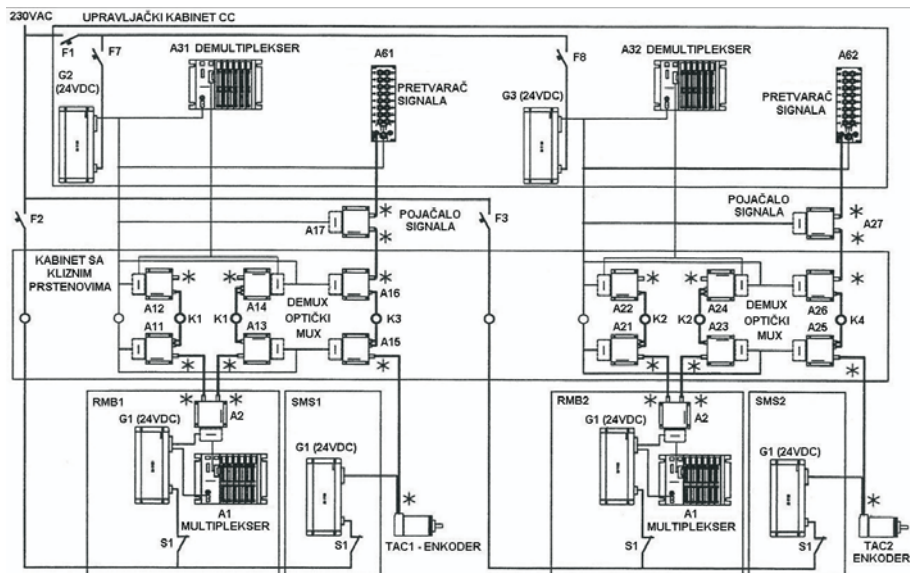 230VAC
UPRAVLJAČKI KABINET CC
F1
F7
A31 DEMULTIPLEKSER
A61
F8
A32 DEMULTIPLEKSER
A62
G2
(24VDC)
PRETVARAČ
SIGNALA
G3 (24VDC)
PRETVARAČ
SIGNALA
F2
A17
POJAČALO
SIGNALA
F3
POJAČALO
SIGNALA
A27
KABINET SA
KLIZNIM
PRSTENOVIMA
A12
A14
A16
K1
K1
DEMUX
OPTIČKI
MUX
K3
A11
A13
A15
A22
A24
A26
K2
K2
DEMUX
OPTIČKI
MUX
K4
A21
A23
A25
RMB1
A2
SMS1
G1 (24VDC)
G1 (24VDC)
A1
MULTIPLEKSER
S1
S1
TAC1 - ENKODER
RMB2
A2
SMS2
G1 (24VDC)
G1 (24VDC)
A1
MULTIPLEKSER
S1
S1
TAC2
ENKODER